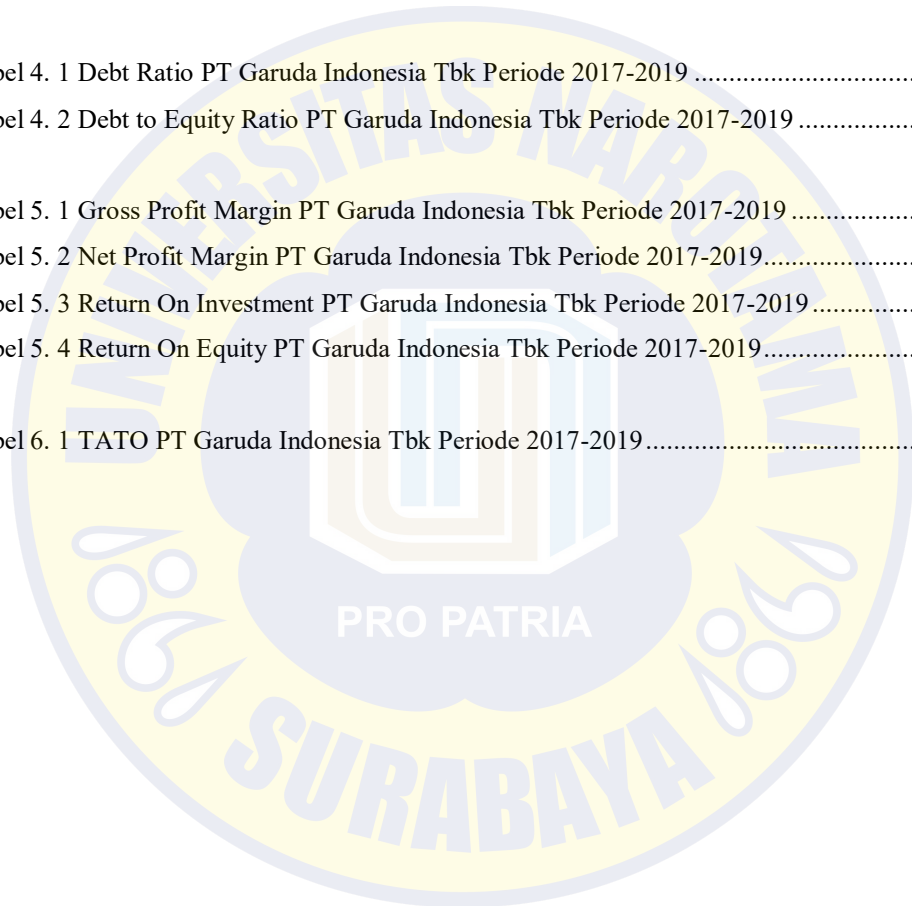 bel 4. 1 Debt Ratio PT Garuda Indonesia Tbk Periode 2017-2019 ................................
bel 4. 2 Debt to Equity Ratio PT Garuda Indonesia Tbk Periode 2017-2019 .................
bel 5. 1 Gross Profit Margin PT Garuda Indonesia Tbk Periode 2017-2019 ..................
bel 5. 2 Net Profit Margin PT Garuda Indonesia Tbk Periode 2017-2019......................
bel 5. 3 Return On Investment PT Garuda Indonesia Tbk Periode 2017-2019 ...............
bel 5. 4 Return On Equity PT Garuda Indonesia Tbk Periode 2017-2019......................
bel 6. 1 TATO PT Garuda Indonesia Tbk Periode 2017-2019.......................................
UNIVERSITAS NAROTAMA
PRO PATRIA
SURABAYA